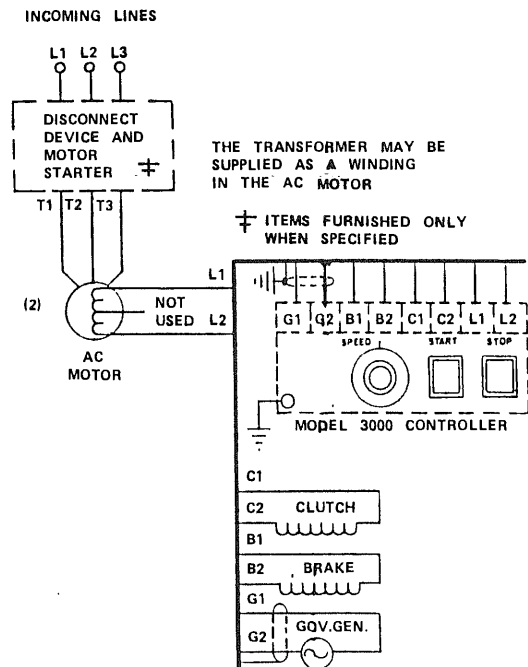 INCOMING LINES
L1 L2 L3
DISCONNECT
DEVICE AND
MOTOR
STARTER
THE TRANSFORMER MAY BE
SUPPLIED AS A WINDING
IN THE AC MOTOR
T1 T2 T3
ITEMS FURNISHED ONLY
WHEN SPECIFIED
L1
(2)
NOT
USED
L2
AC
MOTOR
G1 G2 B1 B2 C1 C2 L1 L2
SPEED START STOP
MODEL 3000 CONTROLLER
C1
C2 CLUTCH
B1
B2 BRAKE
G1
G2 GOV.GEN.